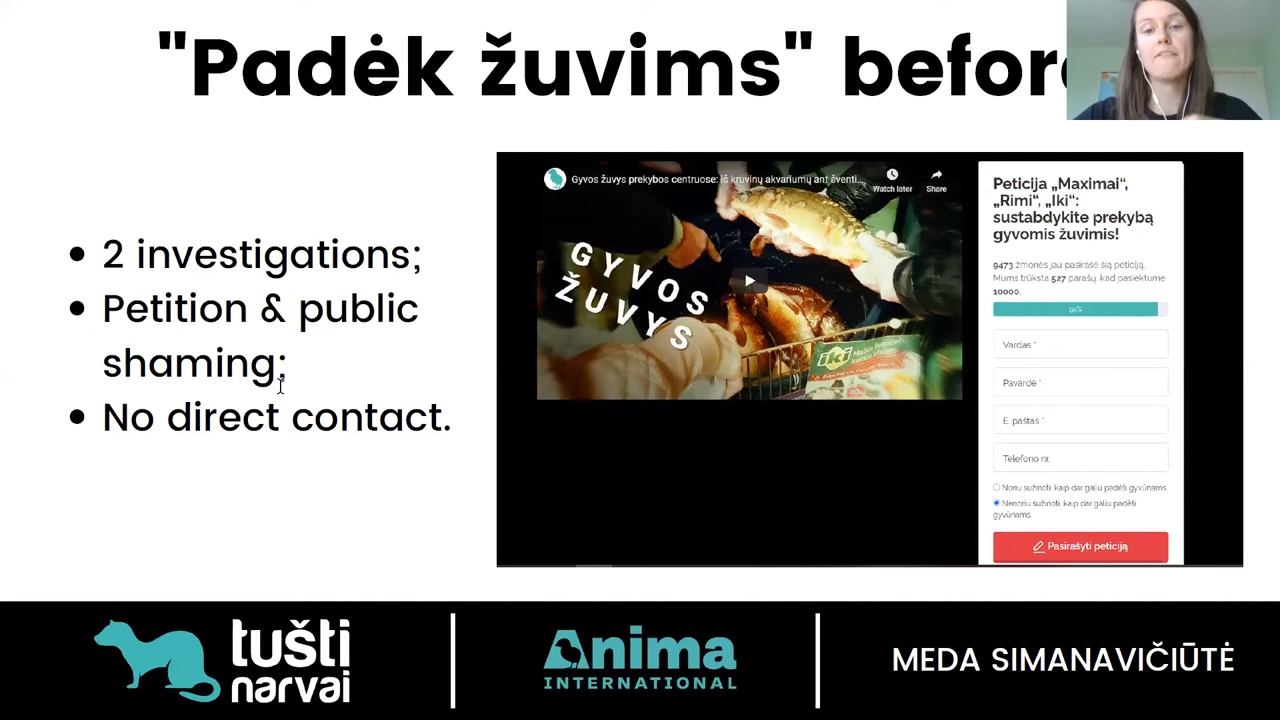 "Padėk žuvims" before
• 2 investigations;
• Petition & public
shaming;
• No direct contact.
Gyvos žuvys prekybos centruose: iš kruvinų akvariumų ant šventi...
Watch later
Share
GYVOS
ŽUVYS
iki
Peticija „Maximai“,
„Rimi“, „Iki“:
sustabdykite prekybą
gyvomis žuvimis!
9473 žmonės jau pasirašė šią peticiją.
Mums trūksta 527 parašų, kad pasiektume
10000.
94%
Vardas *
Pavardė *
E. paštas *
Telefono nr.
Noriu sužinoti, kaip dar galiu padėti gyvūnams
Nenoriu sužinoti, kaip dar galiu padėti
gyvūnams
Pasirašyti peticiją
tušti
narvai
Anima
INTERNATIONAL
MEDA SIMANAVIČIŪTĖ